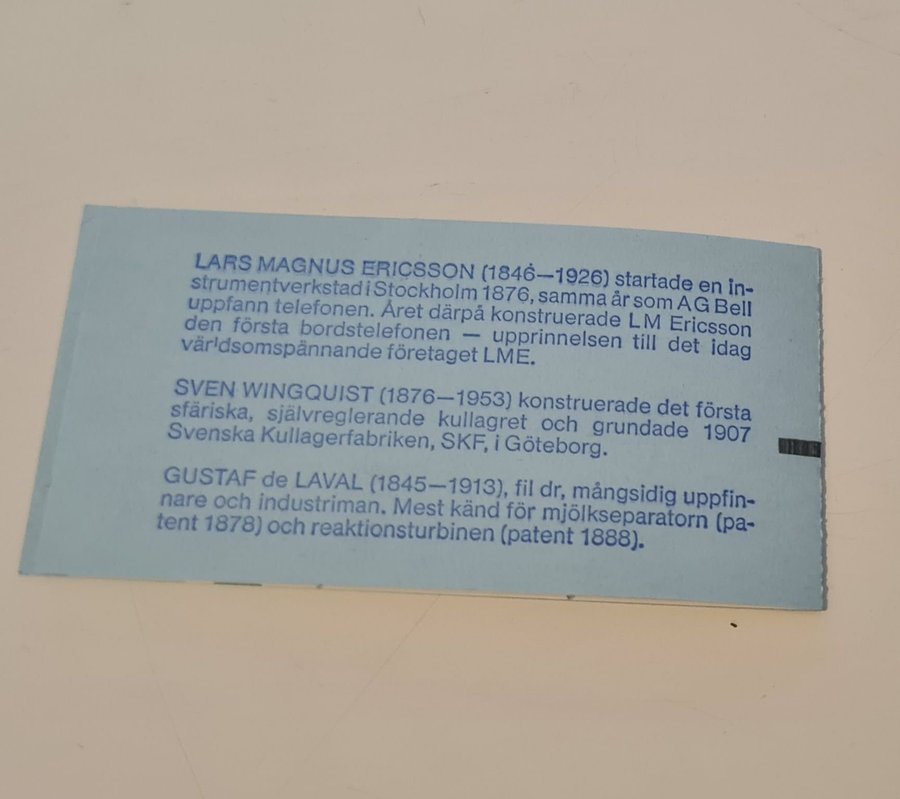 LARS MAGNUS ERICSSON (1846—1926) startade en in-
strumentverkstad i Stockholm 1876, samma år som AG Bell
uppfann telefonen. Året därpå konstruerade LM Ericsson
den första bordstelefonen — upprinnelsen till det idag
världsomspännande företaget LME.
SVEN WINGQUIST (1876—1953) konstruerade det första
sfäriska, självreglerande kullagret och grundade 1907
Svenska Kullagerfabriken, SKF, i Göteborg.
GUSTAF de LAVAL (1845—1913), fil dr, mångsidig uppfin-
nare och industriman. Mest känd för mjölkseparatorn (pa-
tent 1878) och reaktionsturbinen (patent 1888).